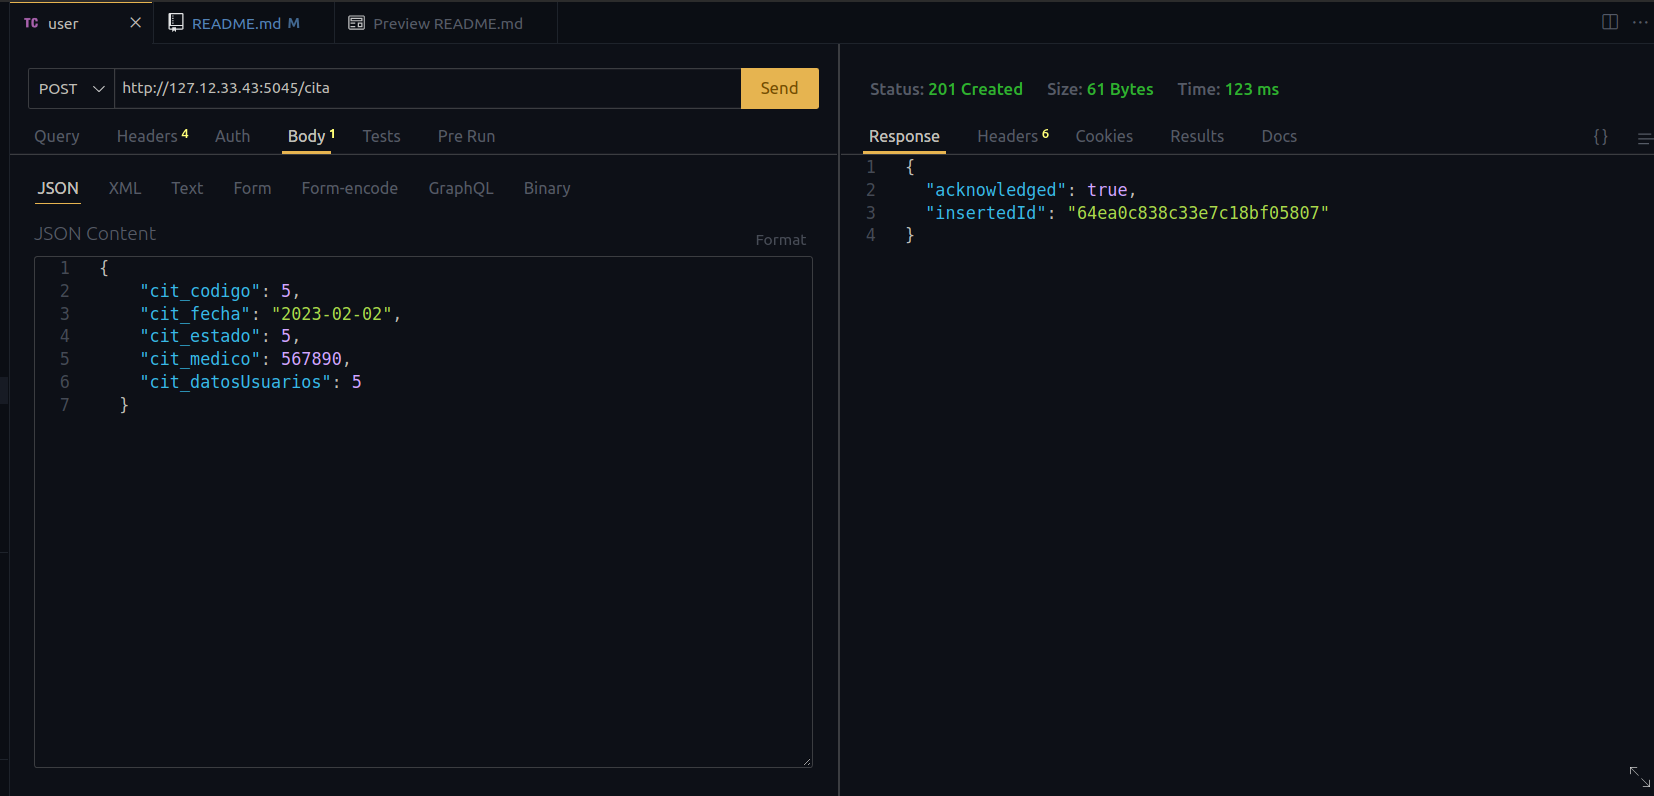 TC user README.md M Preview README.md
POST http://127.12.33.43:5045/cita Send
Query Headers 4 Auth Body 1 Tests Pre Run
JSON XML Text Form Form-encode GraphQL Binary
JSON Content
Format
1 {
2 "cit_codigo": 5,
3 "cit_fecha": "2023-02-02",
4 "cit_estado": 5,
5 "cit_medico": 567890,
6 "cit_datosUsuarios": 5
7 }
Status: 201 Created Size: 61 Bytes Time: 123 ms
Response Headers 6 Cookies Results Docs {}
1 {
2 "acknowledged": true,
3 "insertedId": "64ea0c838c33e7c18bf05807"
4 }